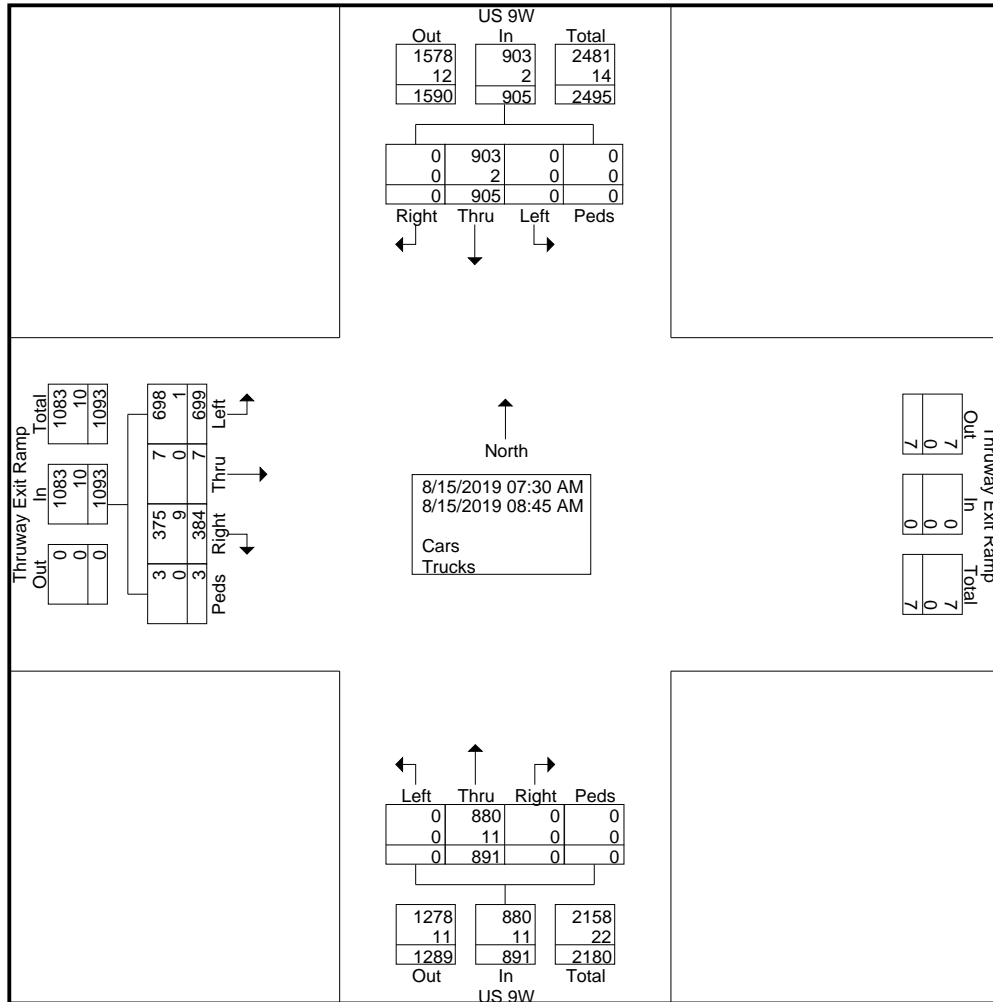 US 9W
Out In Total
1578 903 2481
12 2 14
1590 905 2495
0 903 0 0
0 2 0 0
0 905 0 0
Right Thru Left Peds
Thruway Exit Ramp
Total In Out
1083 1083 0
10 10 0
1093 1093 0
698 7 375 3
1 0 9 0
699 7 384 3
Left Thru Right Peds
North
8/15/2019 07:30 AM
8/15/2019 08:45 AM
Cars
Trucks
Thruway Exit Ramp
Out In Total
7 0 7
0 0 0
7 0 7
Left Thru Right Peds
0 880 0 0
0 11 0 0
0 891 0 0
1278 880 2158
11 11 22
1289 891 2180
Out In Total
US 9W